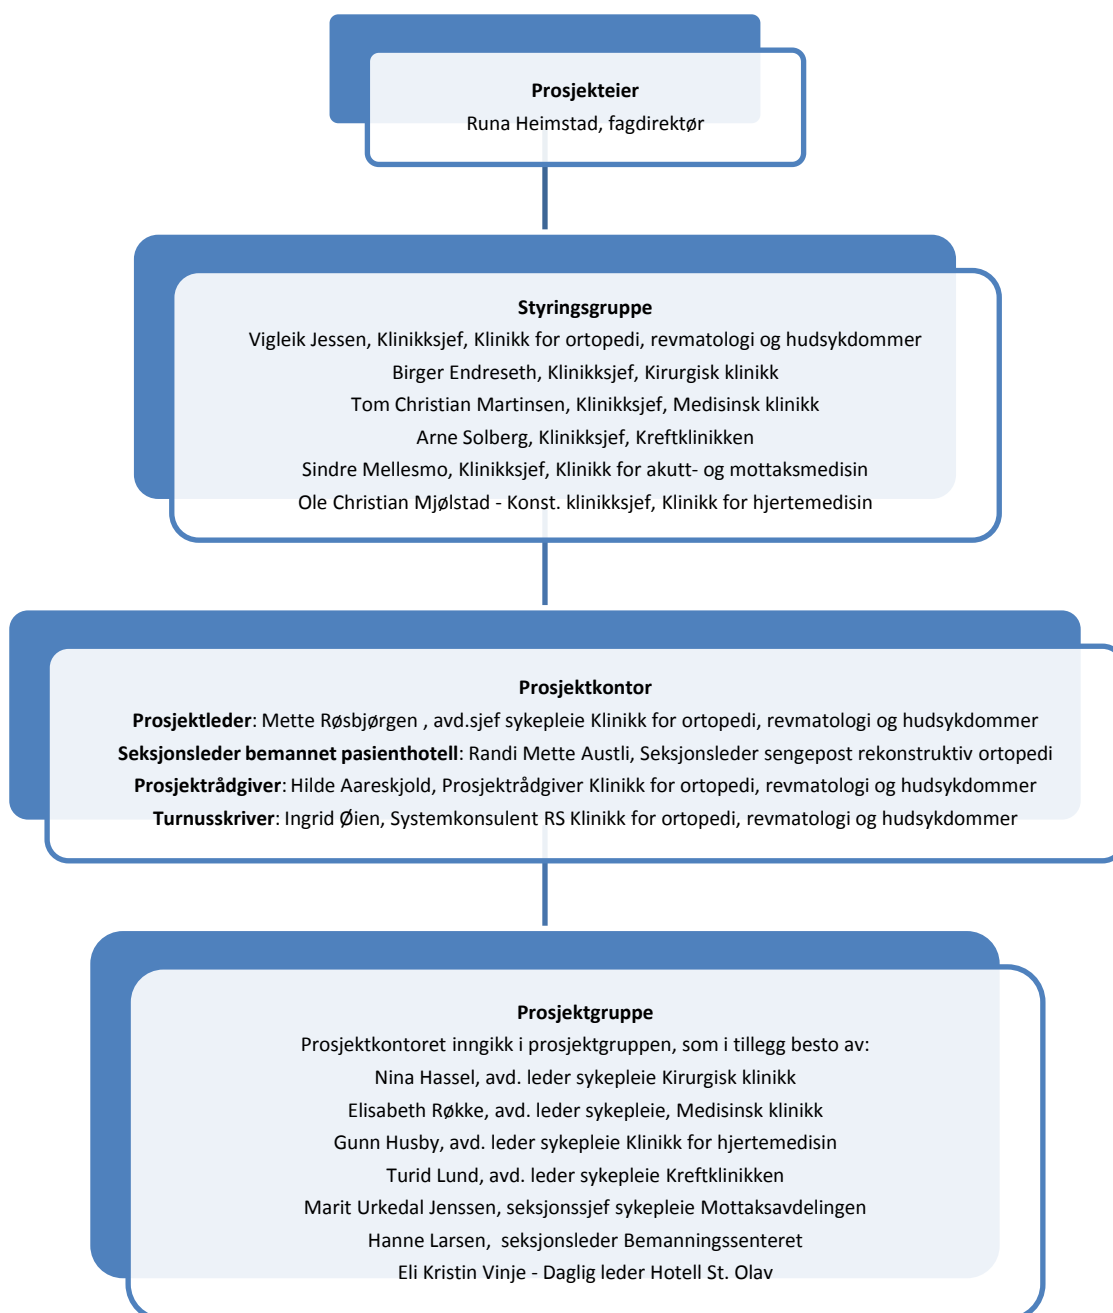 Prosjekteier
Runa Heimstad, fagdirektør
Styringsgruppe
Vigleik Jessen, Klinikksjef, Klinikk for ortopedi, revmatologi og hudsykdommer
Birger Endreseth, Klinikksjef, Kirurgisk klinikk
Tom Christian Martinsen, Klinikksjef, Medisinsk klinikk
Arne Solberg, Klinikksjef, Kreftklinikken
Sindre Mellesmo, Klinikksjef, Klinikk for akutt- og mottaksmedisin
Ole Christian Mjølstad - Konst. klinikksjef, Klinikk for hjertemedisin
Prosjektkontor
Prosjektleder: Mette Røsbjørgen , avd.sjef sykepleie Klinikk for ortopedi, revmatologi og hudsykdommer
Seksjonsleder bemannet pasienthotell: Randi Mette Austli, Seksjonsleder sengepost rekonstruktiv ortopedi
Prosjektrådgiver: Hilde Aareskjold, Prosjektrådgiver Klinikk for ortopedi, revmatologi og hudsykdommer
Turnusskriver: Ingrid Øien, Systemkonsulent RS Klinikk for ortopedi, revmatologi og hudsykdommer
Prosjektgruppe
Prosjektkontoret inngikk i prosjektgruppen, som i tillegg besto av:
Nina Hassel, avd. leder sykepleie Kirurgisk klinikk
Elisabeth Røkke, avd. leder sykepleie, Medisinsk klinikk
Gunn Husby, avd. leder sykepleie Klinikk for hjertemedisin
Turid Lund, avd. leder sykepleie Kreftklinikken
Marit Urkedal Jenssen, seksjonssjef sykepleie Mottaksavdelingen
Hanne Larsen,  seksjonsleder Bemanningssenteret
Eli Kristin Vinje - Daglig leder Hotell St. Olav